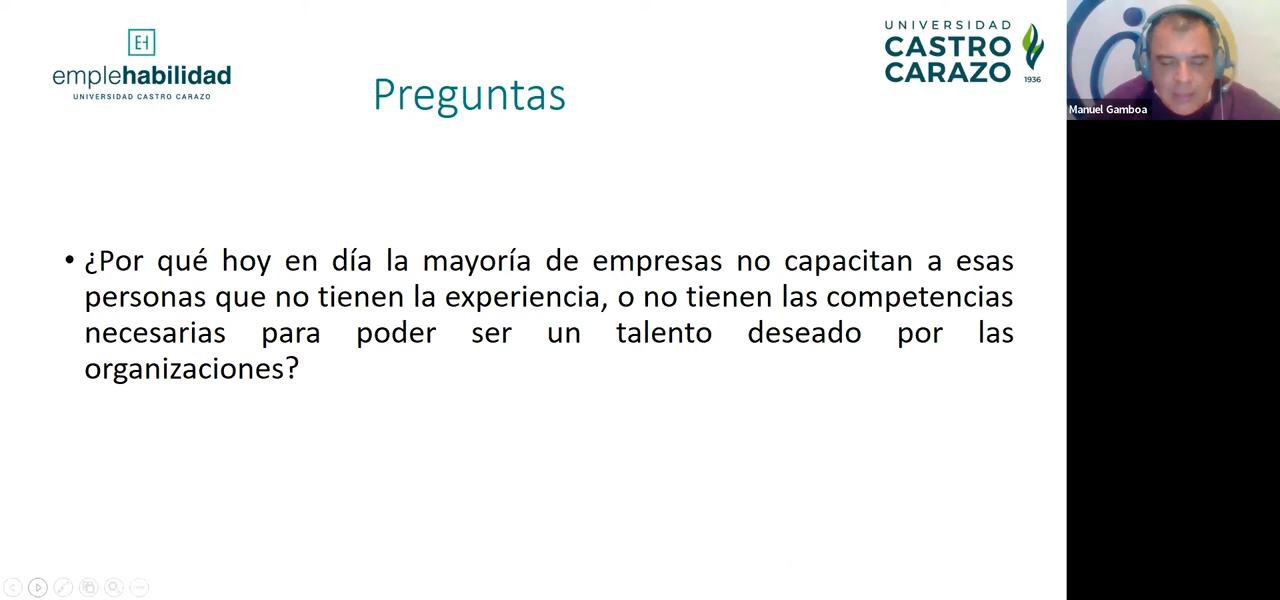 EH
emplehabilidad
UNIVERSIDAD CASTRO CARAZO
Preguntas
UNIVERSIDAD
CASTRO
CARAZO
1936
Manuel Gamboa
• ¿Por qué hoy en día la mayoría de empresas no capacitan a esas
personas que no tienen la experiencia, o no tienen las competencias
necesarias para poder ser un talento deseado por las
organizaciones?